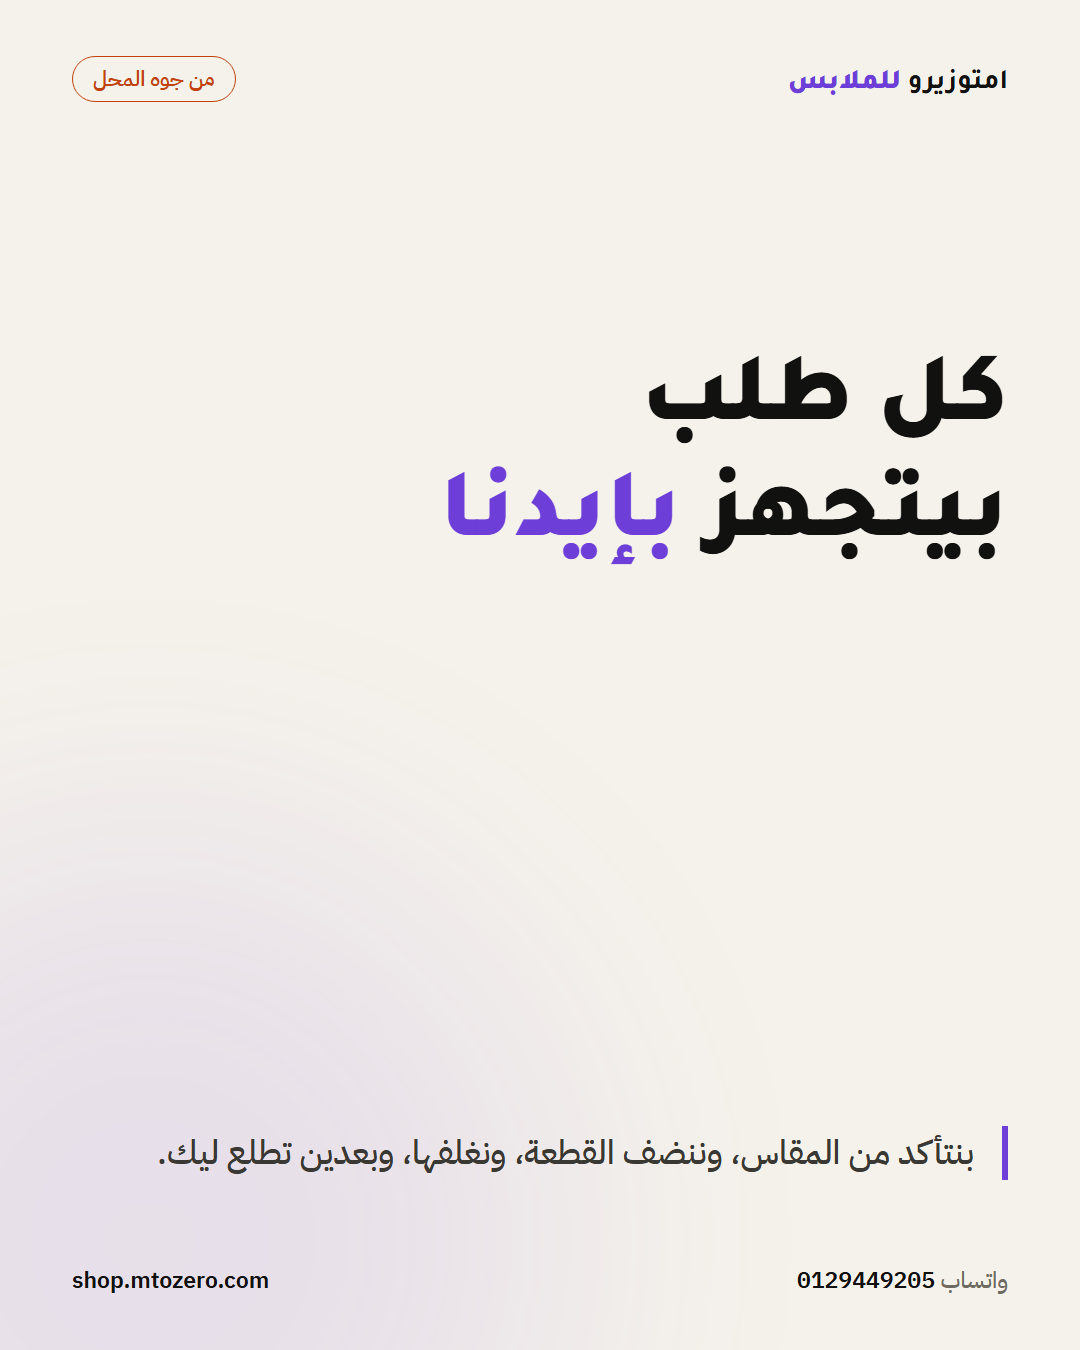 امتوزيرو للملابس
من جوه المحل
كل طلب
بيتجهز بإيدنا
بنتأكد من المقاس، وننضف القطعة، ونغلفها، وبعدين تطلع ليك.
واتساب 0129449205
shop.mtozero.com